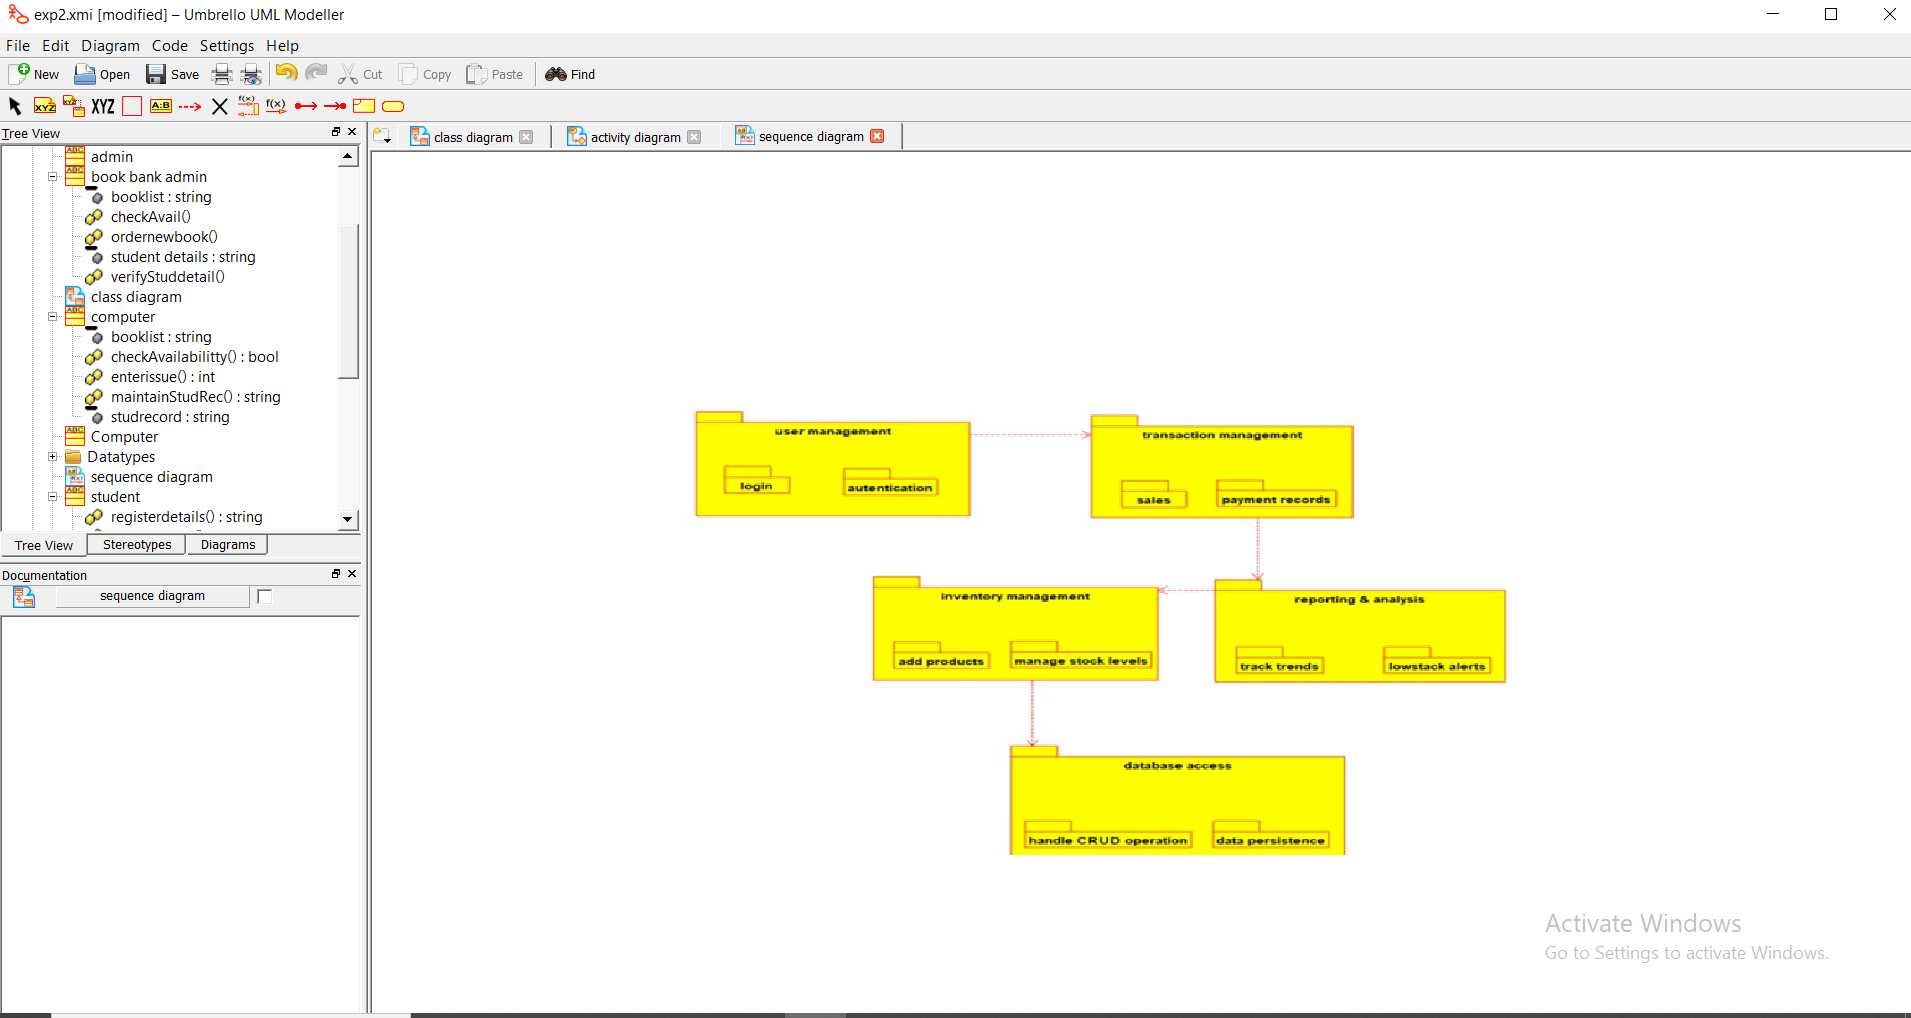 exp2.xmi [modified] – Umbrello UML Modeller
File Edit Diagram Code Settings Help
New Open Save Cut Copy Paste Find
XYZ XYZ XYZ A:B f(x) f(x)
Tree View
class diagram activity diagram sequence diagram
admin
book bank admin
booklist : string
checkAvail()
ordernewbook()
student details : string
verifyStuddetail()
class diagram
computer
booklist : string
checkAvailabilitty() : bool
enterissue() : int
maintainStudRec() : string
studrecord : string
Computer
Datatypes
sequence diagram
student
registerdetails() : string
Tree View Stereotypes Diagrams
Documentation
sequence diagram
user management
login
autentication
transaction management
sales
payment records
inventory management
add products
manage stock levels
reporting & analysis
track trends
lowstack alerts
database access
handle CRUD operation
data persistence
Activate Windows
Go to Settings to activate Windows.